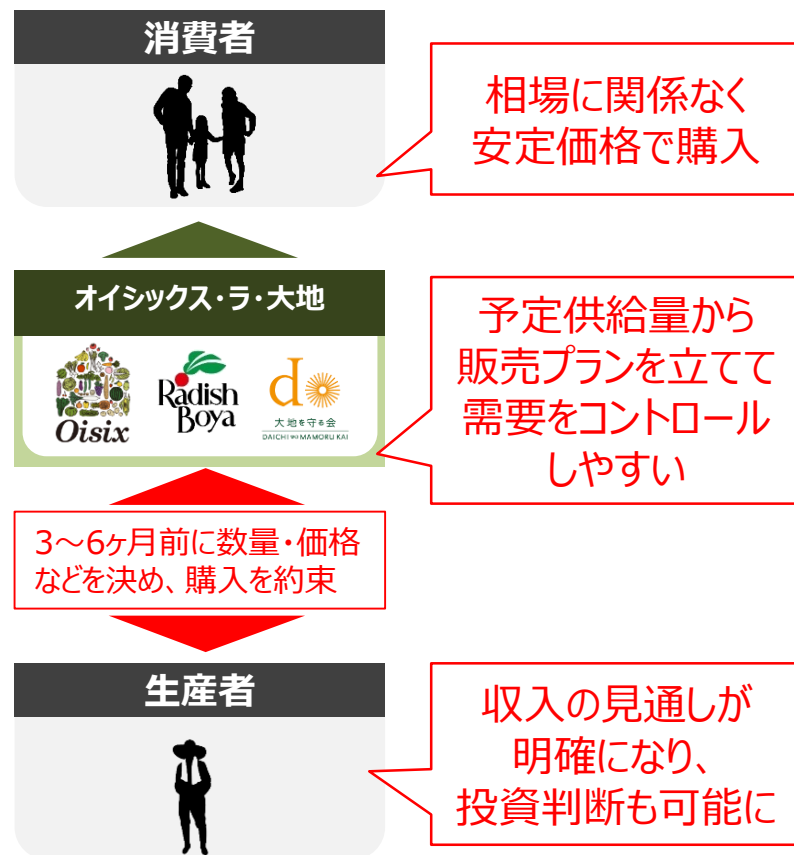 消費者
相場に関係なく
安定価格で購入
オイシックス・ラ・大地
Oisix
Radish
Boya
do
大地を守る会
DAICHI WO MAMORU KAI
予定供給量から
販売プランを立てて
需要をコントロール
しやすい
3～6ヶ月前に数量・価格
などを決め、購入を約束
生産者
収入の見通しが
明確になり、
投資判断も可能に